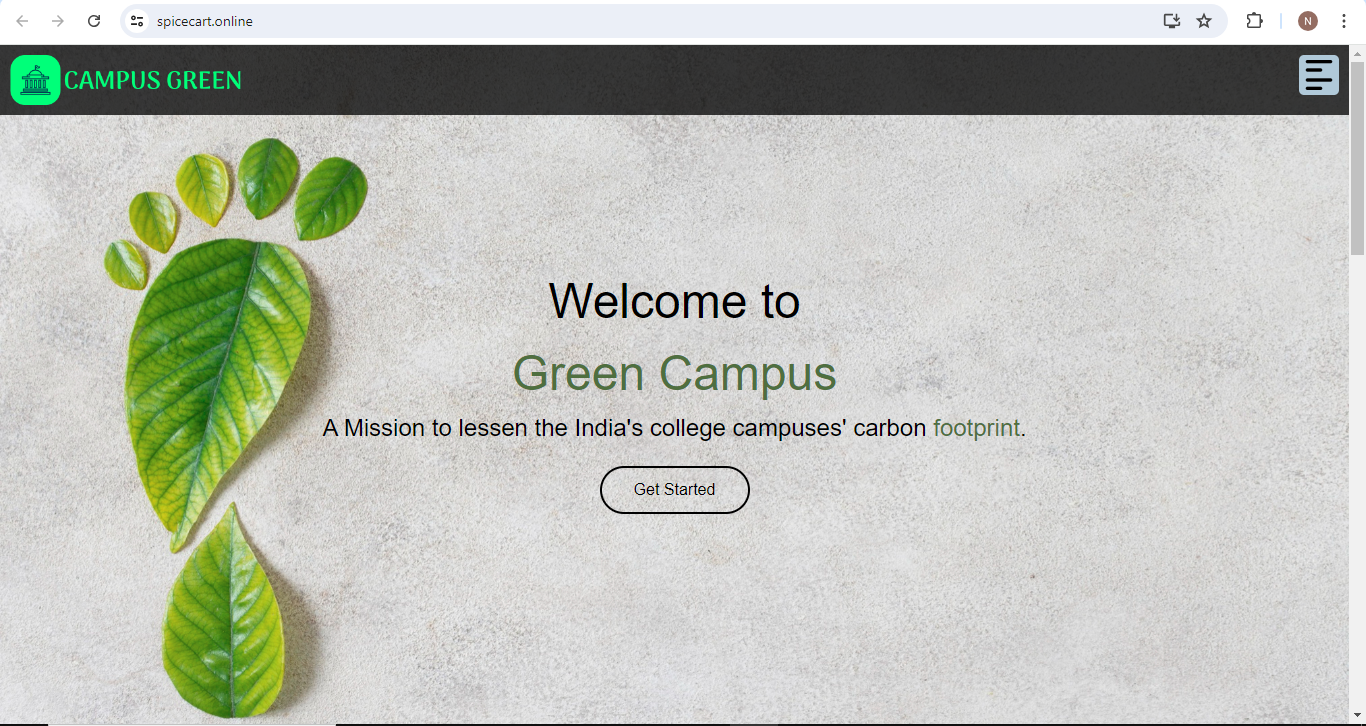 spicecart.online
N
CAMPUS GREEN
Welcome to
Green Campus
A Mission to lessen the India's college campuses' carbon footprint.
Get Started